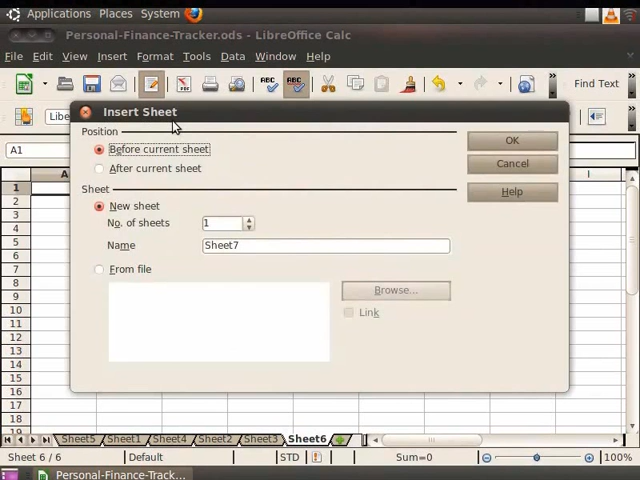 Applications Places System
Personal-Finance-Tracker.ods - LibreOffice Calc
File Edit View Insert Format Tools Data Window Help
Find Text
Insert Sheet
Position
Before current sheet
After current sheet
OK
Cancel
Help
Sheet
New sheet
No. of sheets 1
Name Sheet7
From file
Browse...
Link
A1
A
I
1
2
3
4
5
6
7
8
9
10
11
12
13
14
15
16
17
18
Sheet5 Sheet1 Sheet4 Sheet2 Sheet3 Sheet6
Sheet 6 / 6 Default STD Sum=0 100%
Personal-Finance-Track...